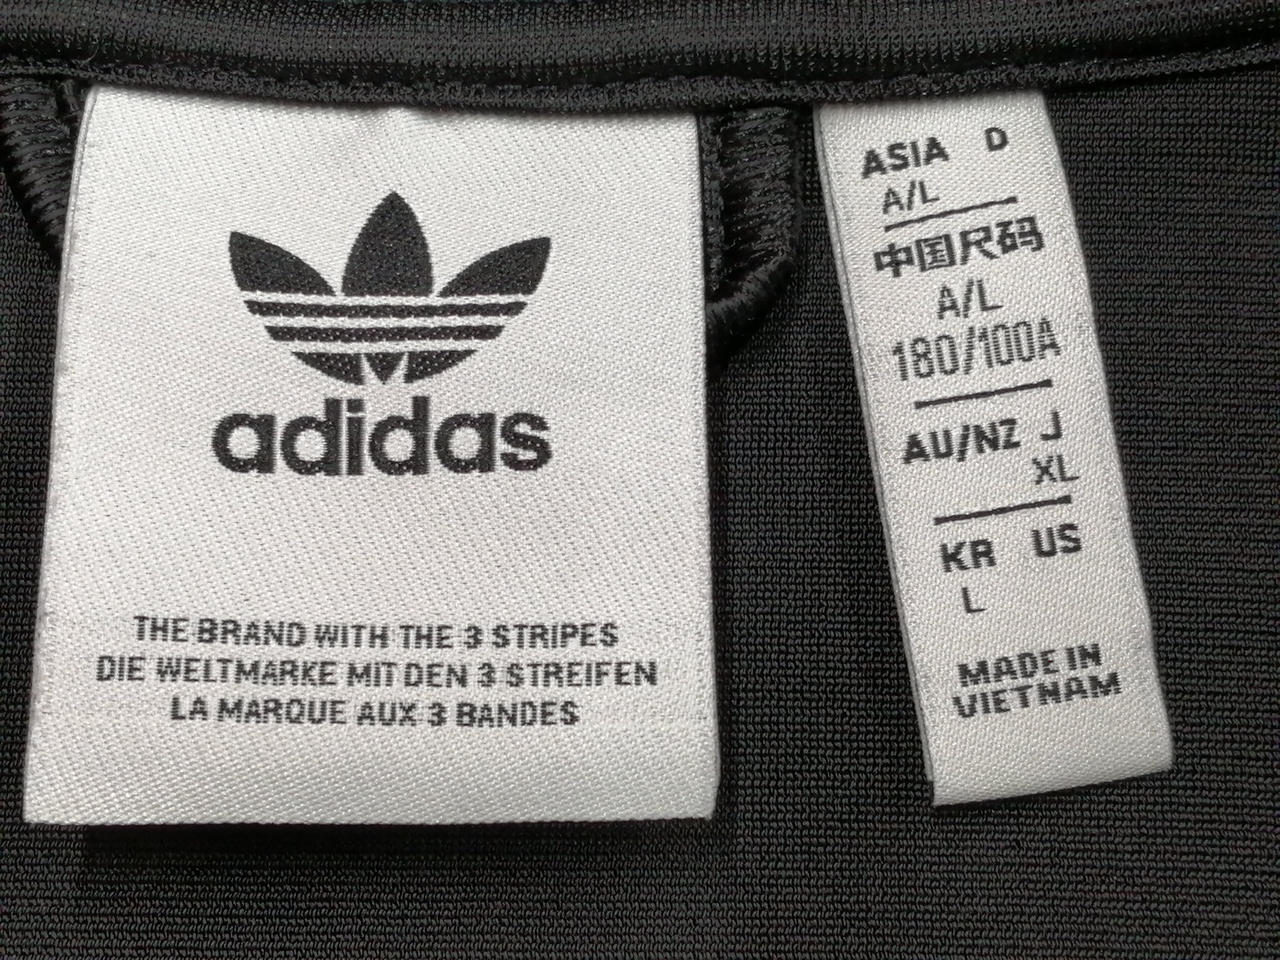 adidas
THE BRAND WITH THE 3 STRIPES
DIE WELTMARKE MIT DEN 3 STREIFEN
LA MARQUE AUX 3 BANDES
ASIA D
A/L
中国尺码
A/L
180/100A
AU/NZ J
XL
KR US
L
MADE IN
VIETNAM